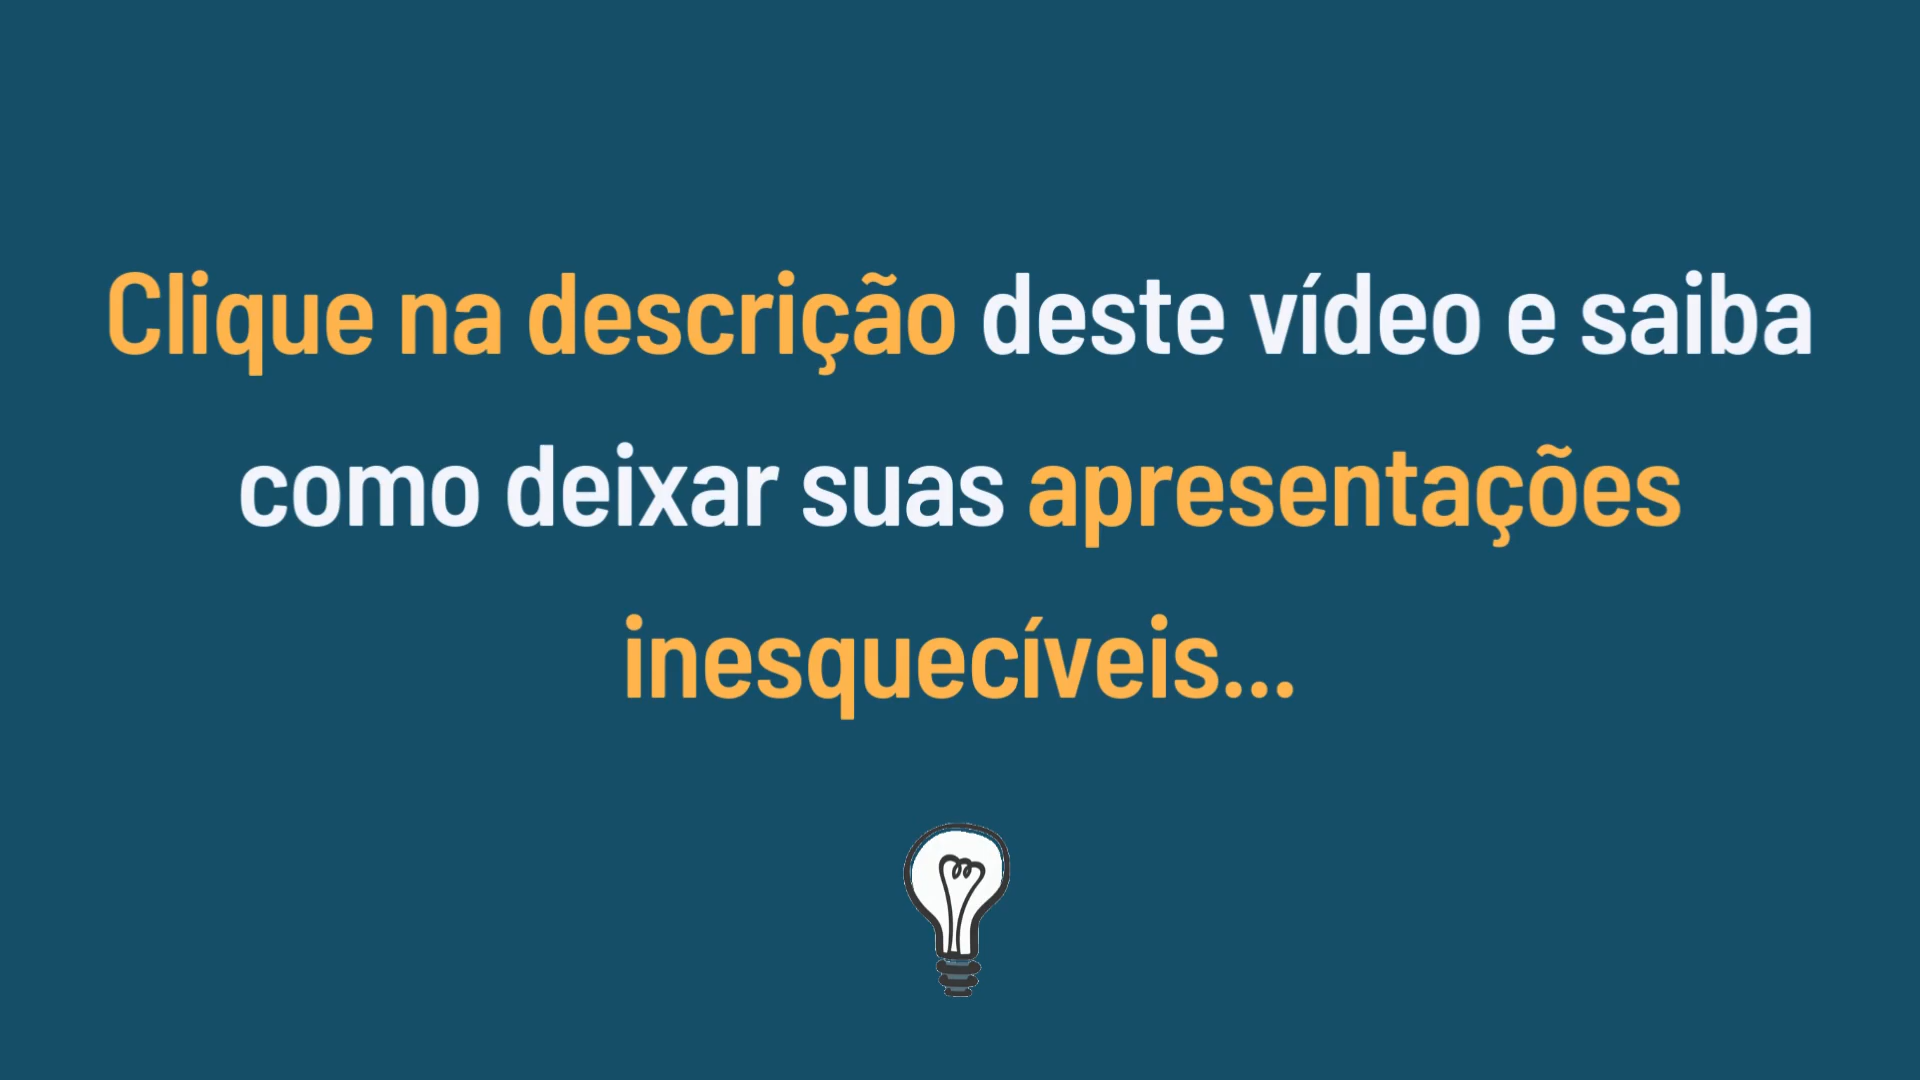 Clique na descrição deste vídeo e saiba
como deixar suas apresentações
inesquecíveis...